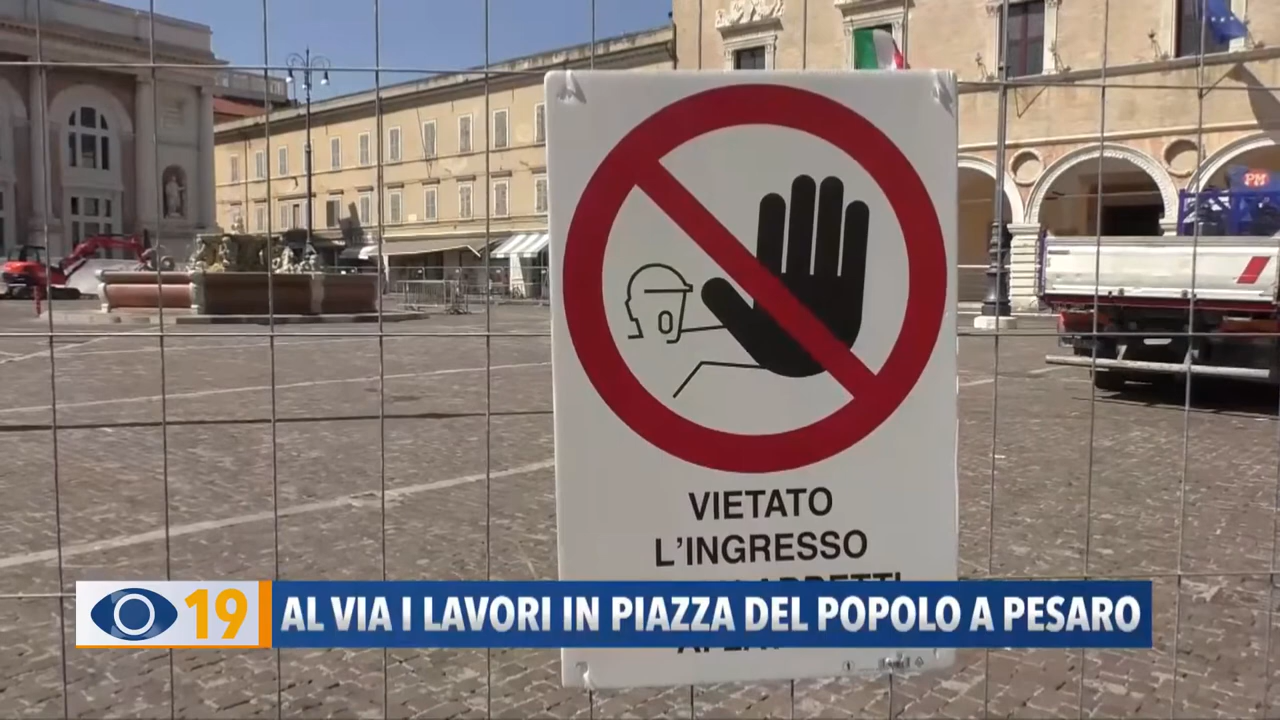 PM
VIETATO
L'INGRESSO
19
AL VIA I LAVORI IN PIAZZA DEL POPOLO A PESARO